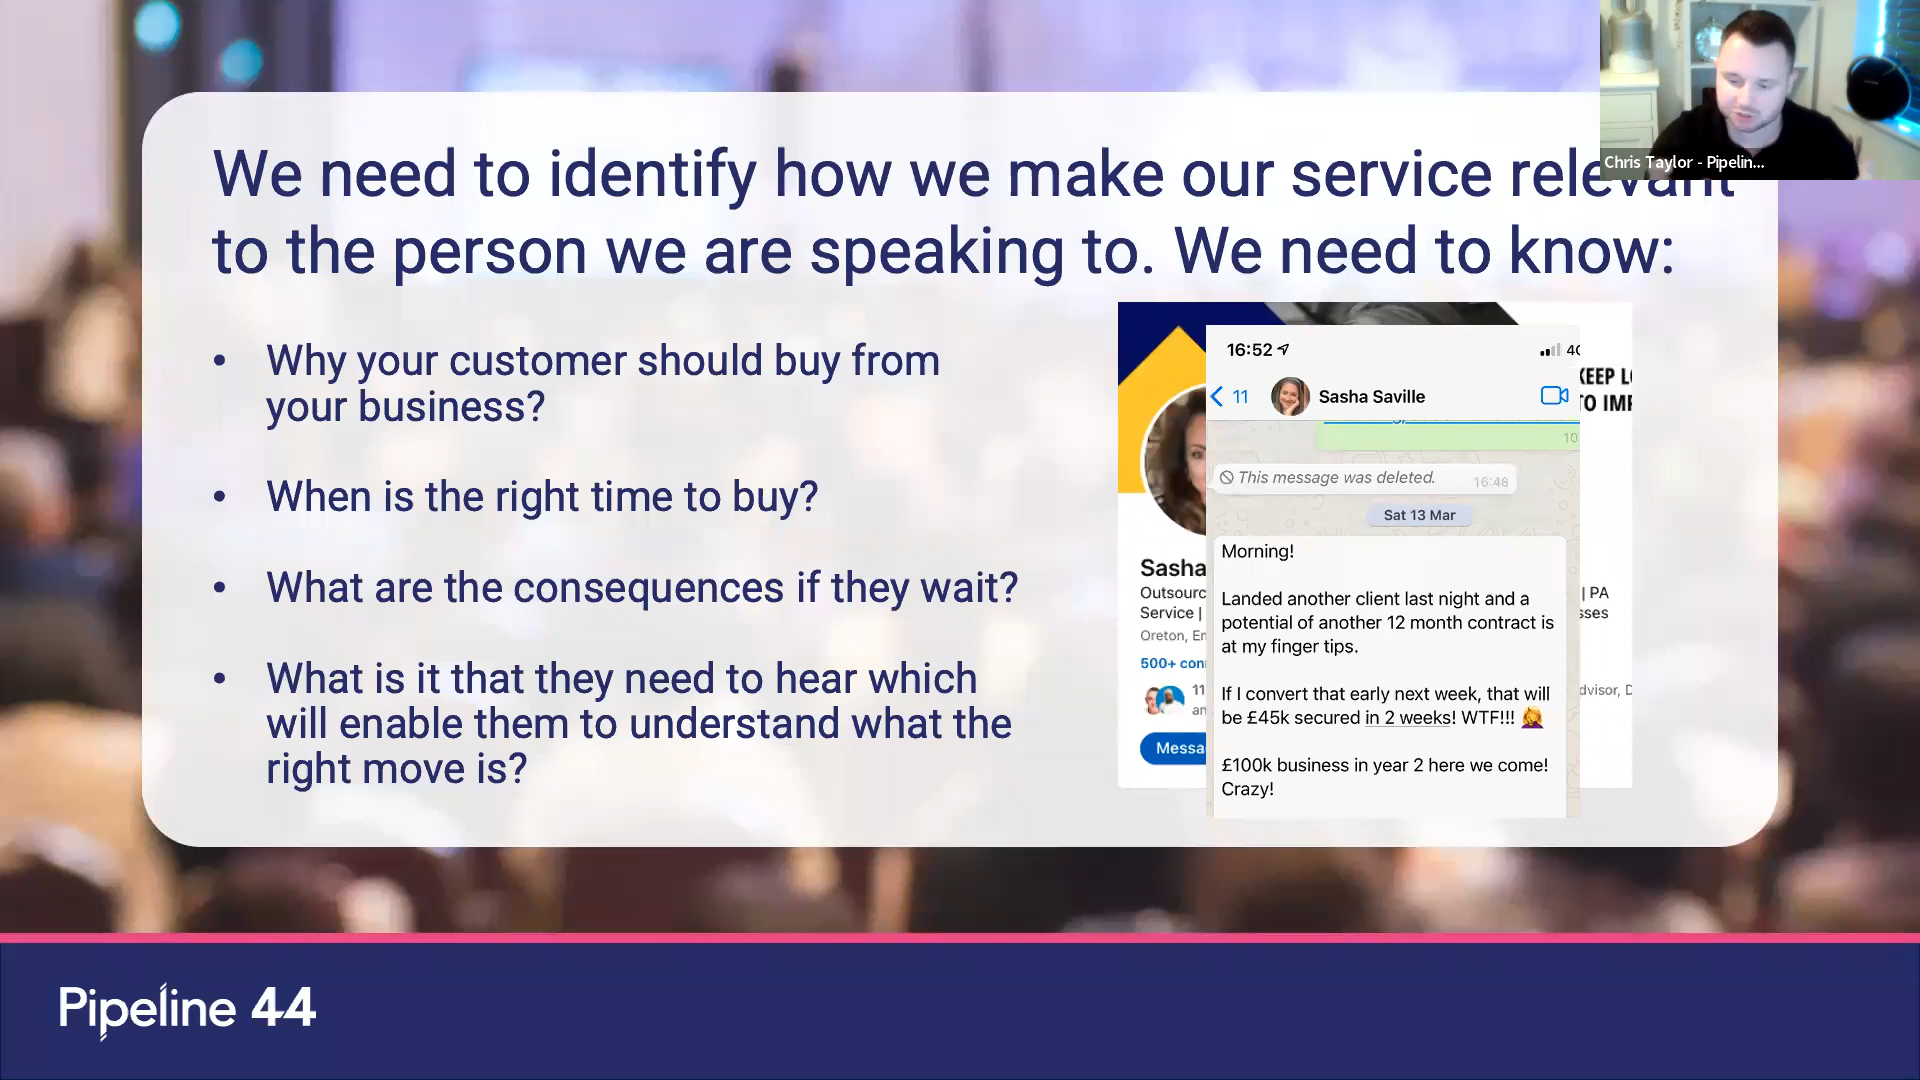 We need to identify how we make our service relevant
to the person we are speaking to. We need to know:
• Why your customer should buy from
your business?
• When is the right time to buy?
• What are the consequences if they wait?
• What is it that they need to hear which
will enable them to understand what the
right move is?
Chris Taylor - Pipelin...
KEEP
TO
Sasha
Service |
| PA
Oreton,
500+
11
16:52
11
Sasha Saville
10
This message was deleted.
16:48
Sat 13 Mar
Morning!
Landed another client last night and a
potential of another 12 month contract is
at my finger tips.
If I convert that early next week, that will
be £45k secured in 2 weeks! WTF!!! 🤦‍♀️
£100k business in year 2 here we come!
Crazy!
Pipeline 44